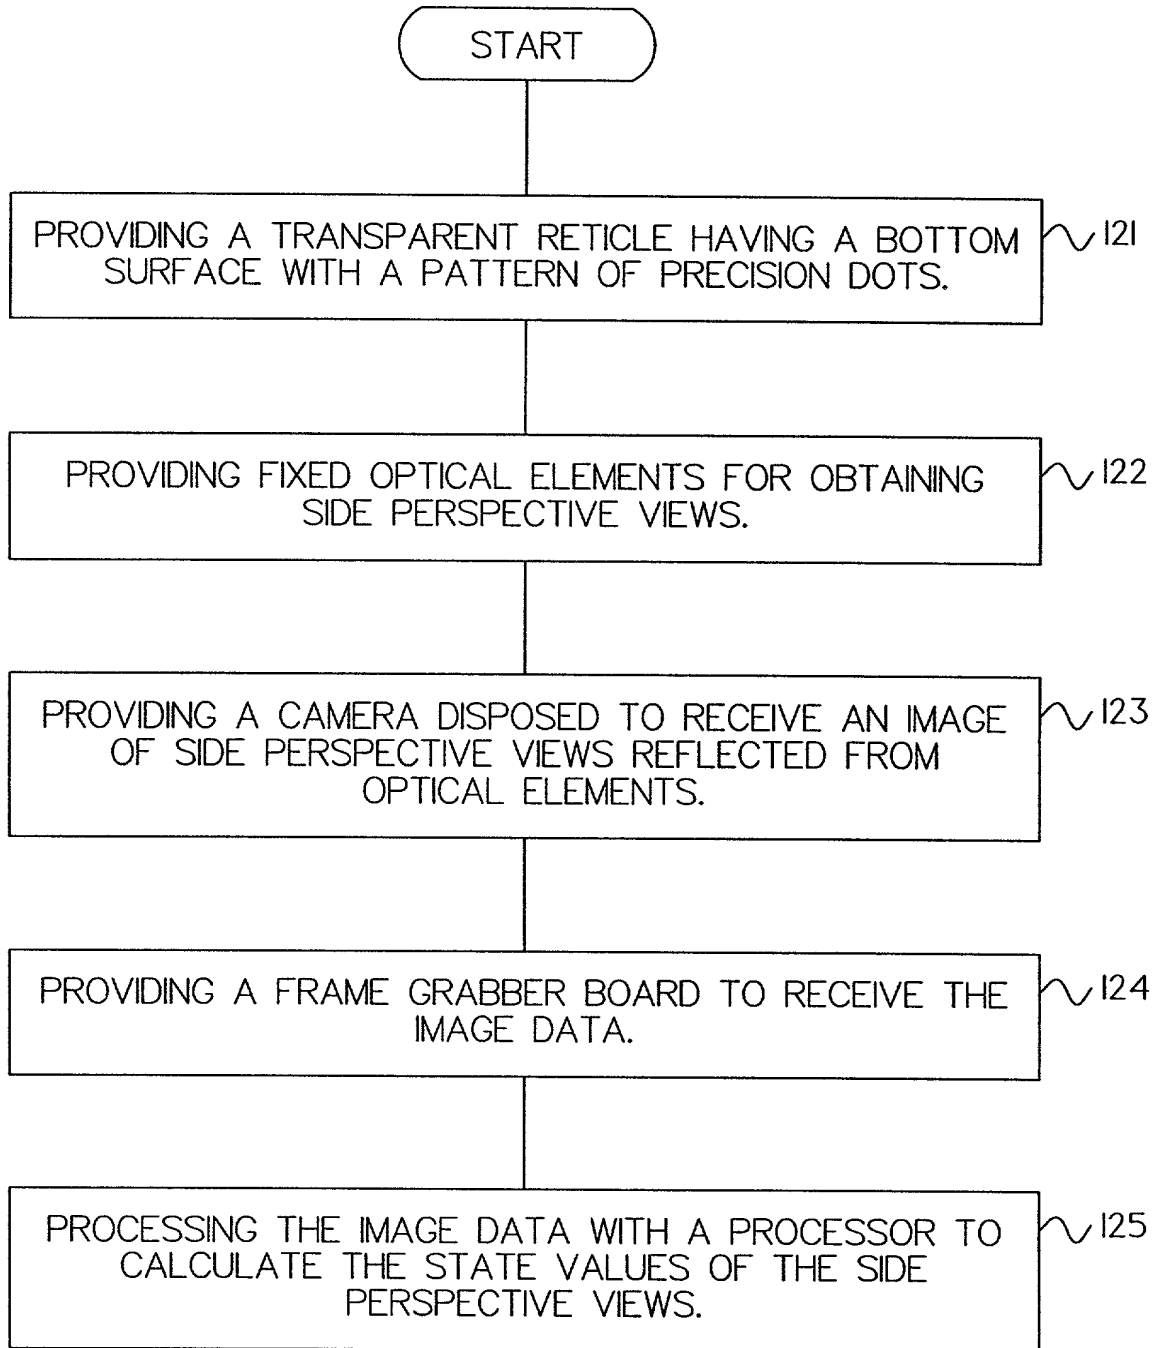 START
PROVIDING A TRANSPARENT RETICLE HAVING A BOTTOM
SURFACE WITH A PATTERN OF PRECISION DOTS.
121
PROVIDING FIXED OPTICAL ELEMENTS FOR OBTAINING
SIDE PERSPECTIVE VIEWS.
122
PROVIDING A CAMERA DISPOSED TO RECEIVE AN IMAGE
OF SIDE PERSPECTIVE VIEWS REFLECTED FROM
OPTICAL ELEMENTS.
123
PROVIDING A FRAME GRABBER BOARD TO RECEIVE THE
IMAGE DATA.
124
PROCESSING THE IMAGE DATA WITH A PROCESSOR TO
CALCULATE THE STATE VALUES OF THE SIDE
PERSPECTIVE VIEWS.
125